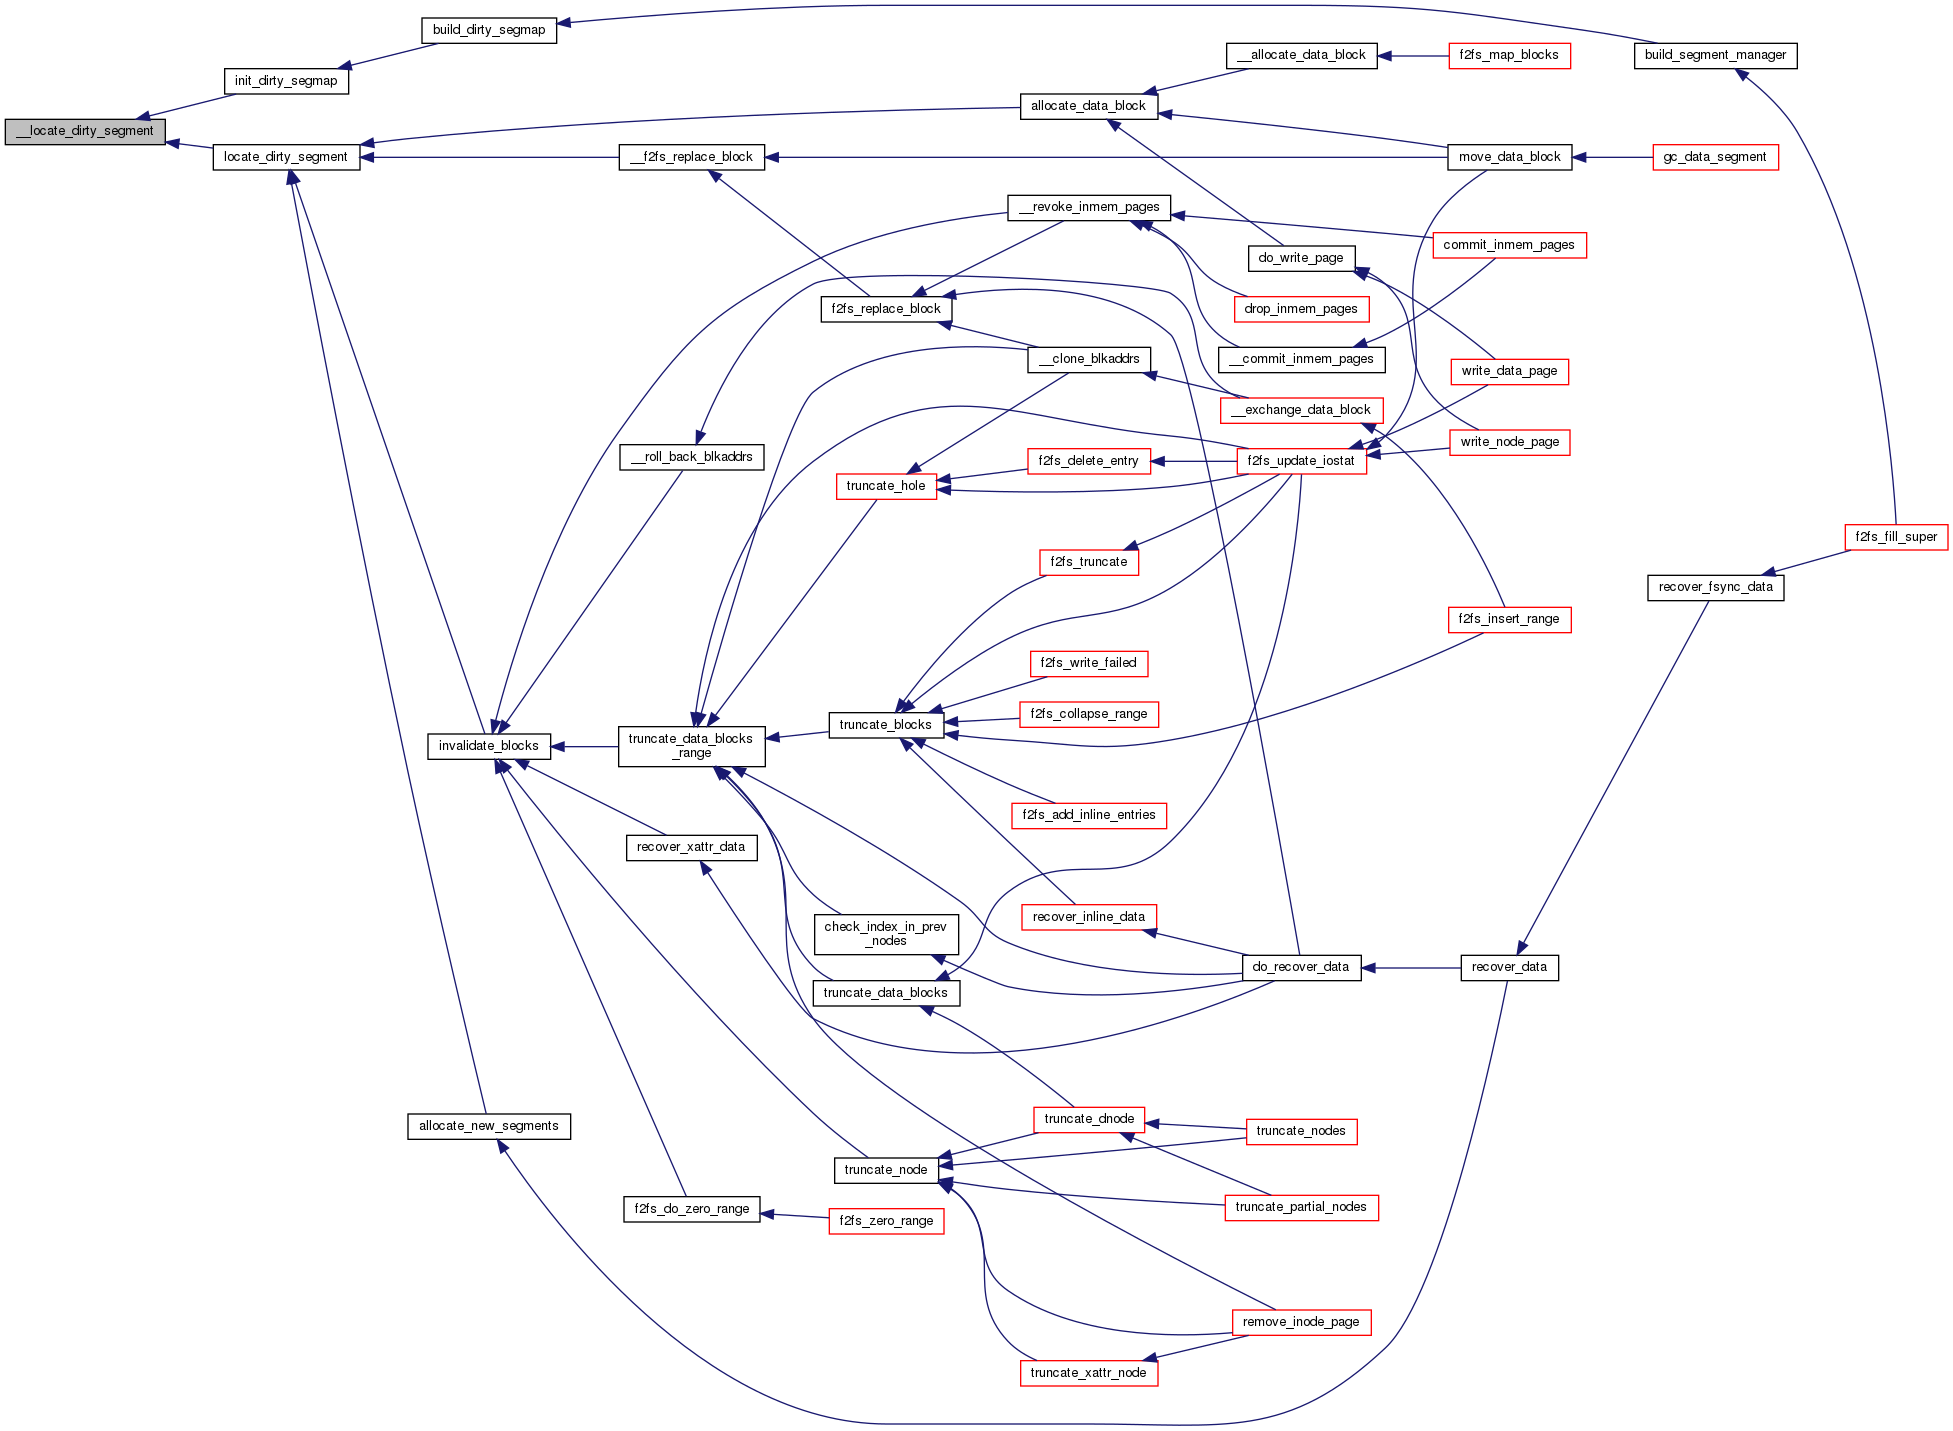 build_dirty_segmap
__allocate_data_block
f2fs_map_blocks
build_segment_manager
init_dirty_segmap
allocate_data_block
__locate_dirty_segment
locate_dirty_segment
__f2fs_replace_block
move_data_block
gc_data_segment
__revoke_inmem_pages
commit_inmem_pages
do_write_page
f2fs_replace_block
drop_inmem_pages
__clone_blkaddrs
__commit_inmem_pages
write_data_page
__exchange_data_block
write_node_page
__roll_back_blkaddrs
f2fs_delete_entry
f2fs_update_iostat
truncate_hole
f2fs_fill_super
f2fs_truncate
recover_fsync_data
f2fs_insert_range
f2fs_write_failed
f2fs_collapse_range
truncate_blocks
invalidate_blocks
truncate_data_blocks
_range
f2fs_add_inline_entries
recover_xattr_data
recover_inline_data
check_index_in_prev
_nodes
do_recover_data
recover_data
truncate_data_blocks
truncate_dnode
allocate_new_segments
truncate_nodes
truncate_node
f2fs_do_zero_range
truncate_partial_nodes
f2fs_zero_range
remove_inode_page
truncate_xattr_node